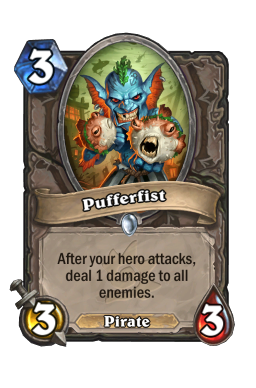 3
Pufferfist
After your hero attacks,
deal 1 damage to all
enemies.
3 Pirate 3